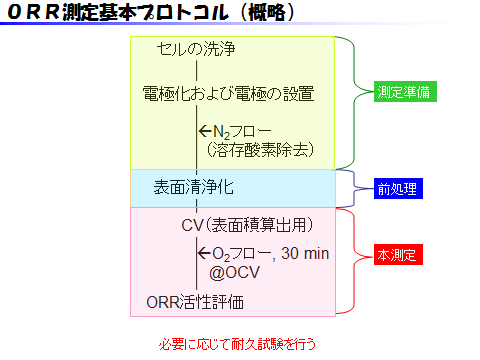 ORR測定基本プロトコル（概略）
セルの洗浄
電極化および電極の設置
←N₂フロー
（溶存酸素除去）
測定準備
表面清浄化
前処理
CV（表面積算出用）
←O₂フロー, 30 min
@OCV
本測定
ORR活性評価
必要に応じて耐久試験を行う